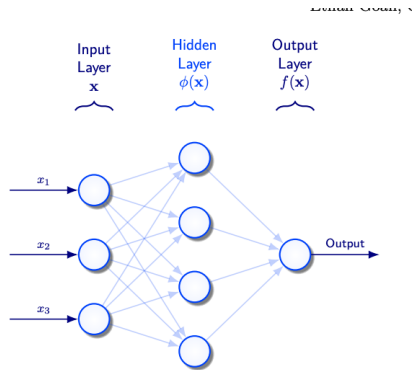 Input
Layer
x
Hidden
Layer
ϕ(x)
Output
Layer
f(x)
x₁
x₂
x₃
Output